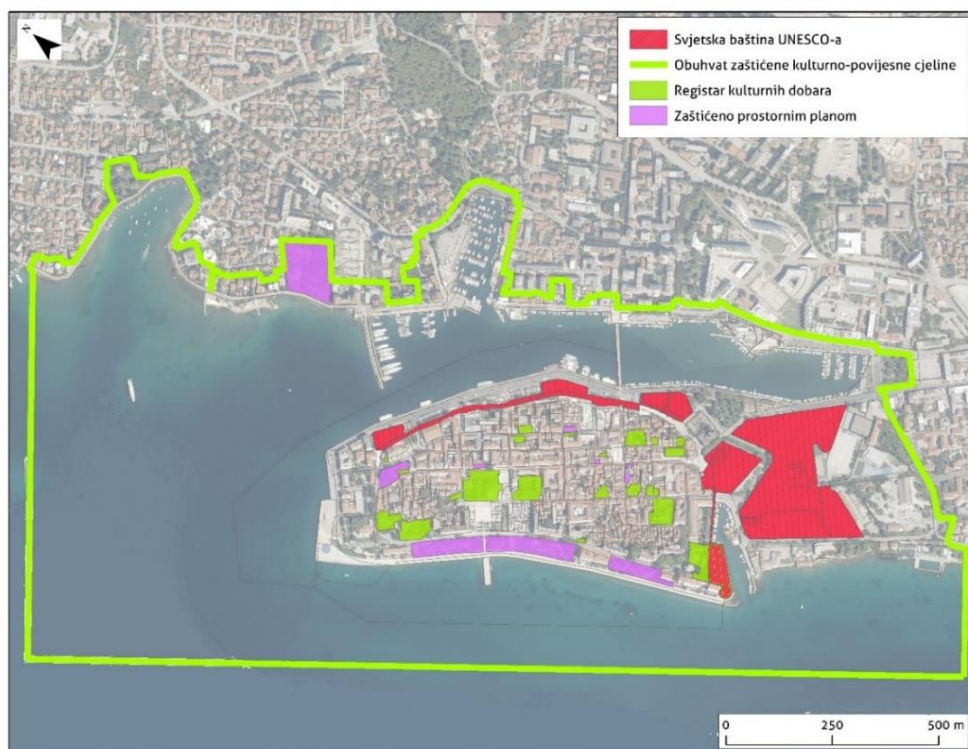 N
Svjetska baština UNESCO-a
Obuhvat zaštićene kulturno-povijesne cjeline
Registar kulturnih dobara
Zaštićeno prostornim planom
0 250 500 m